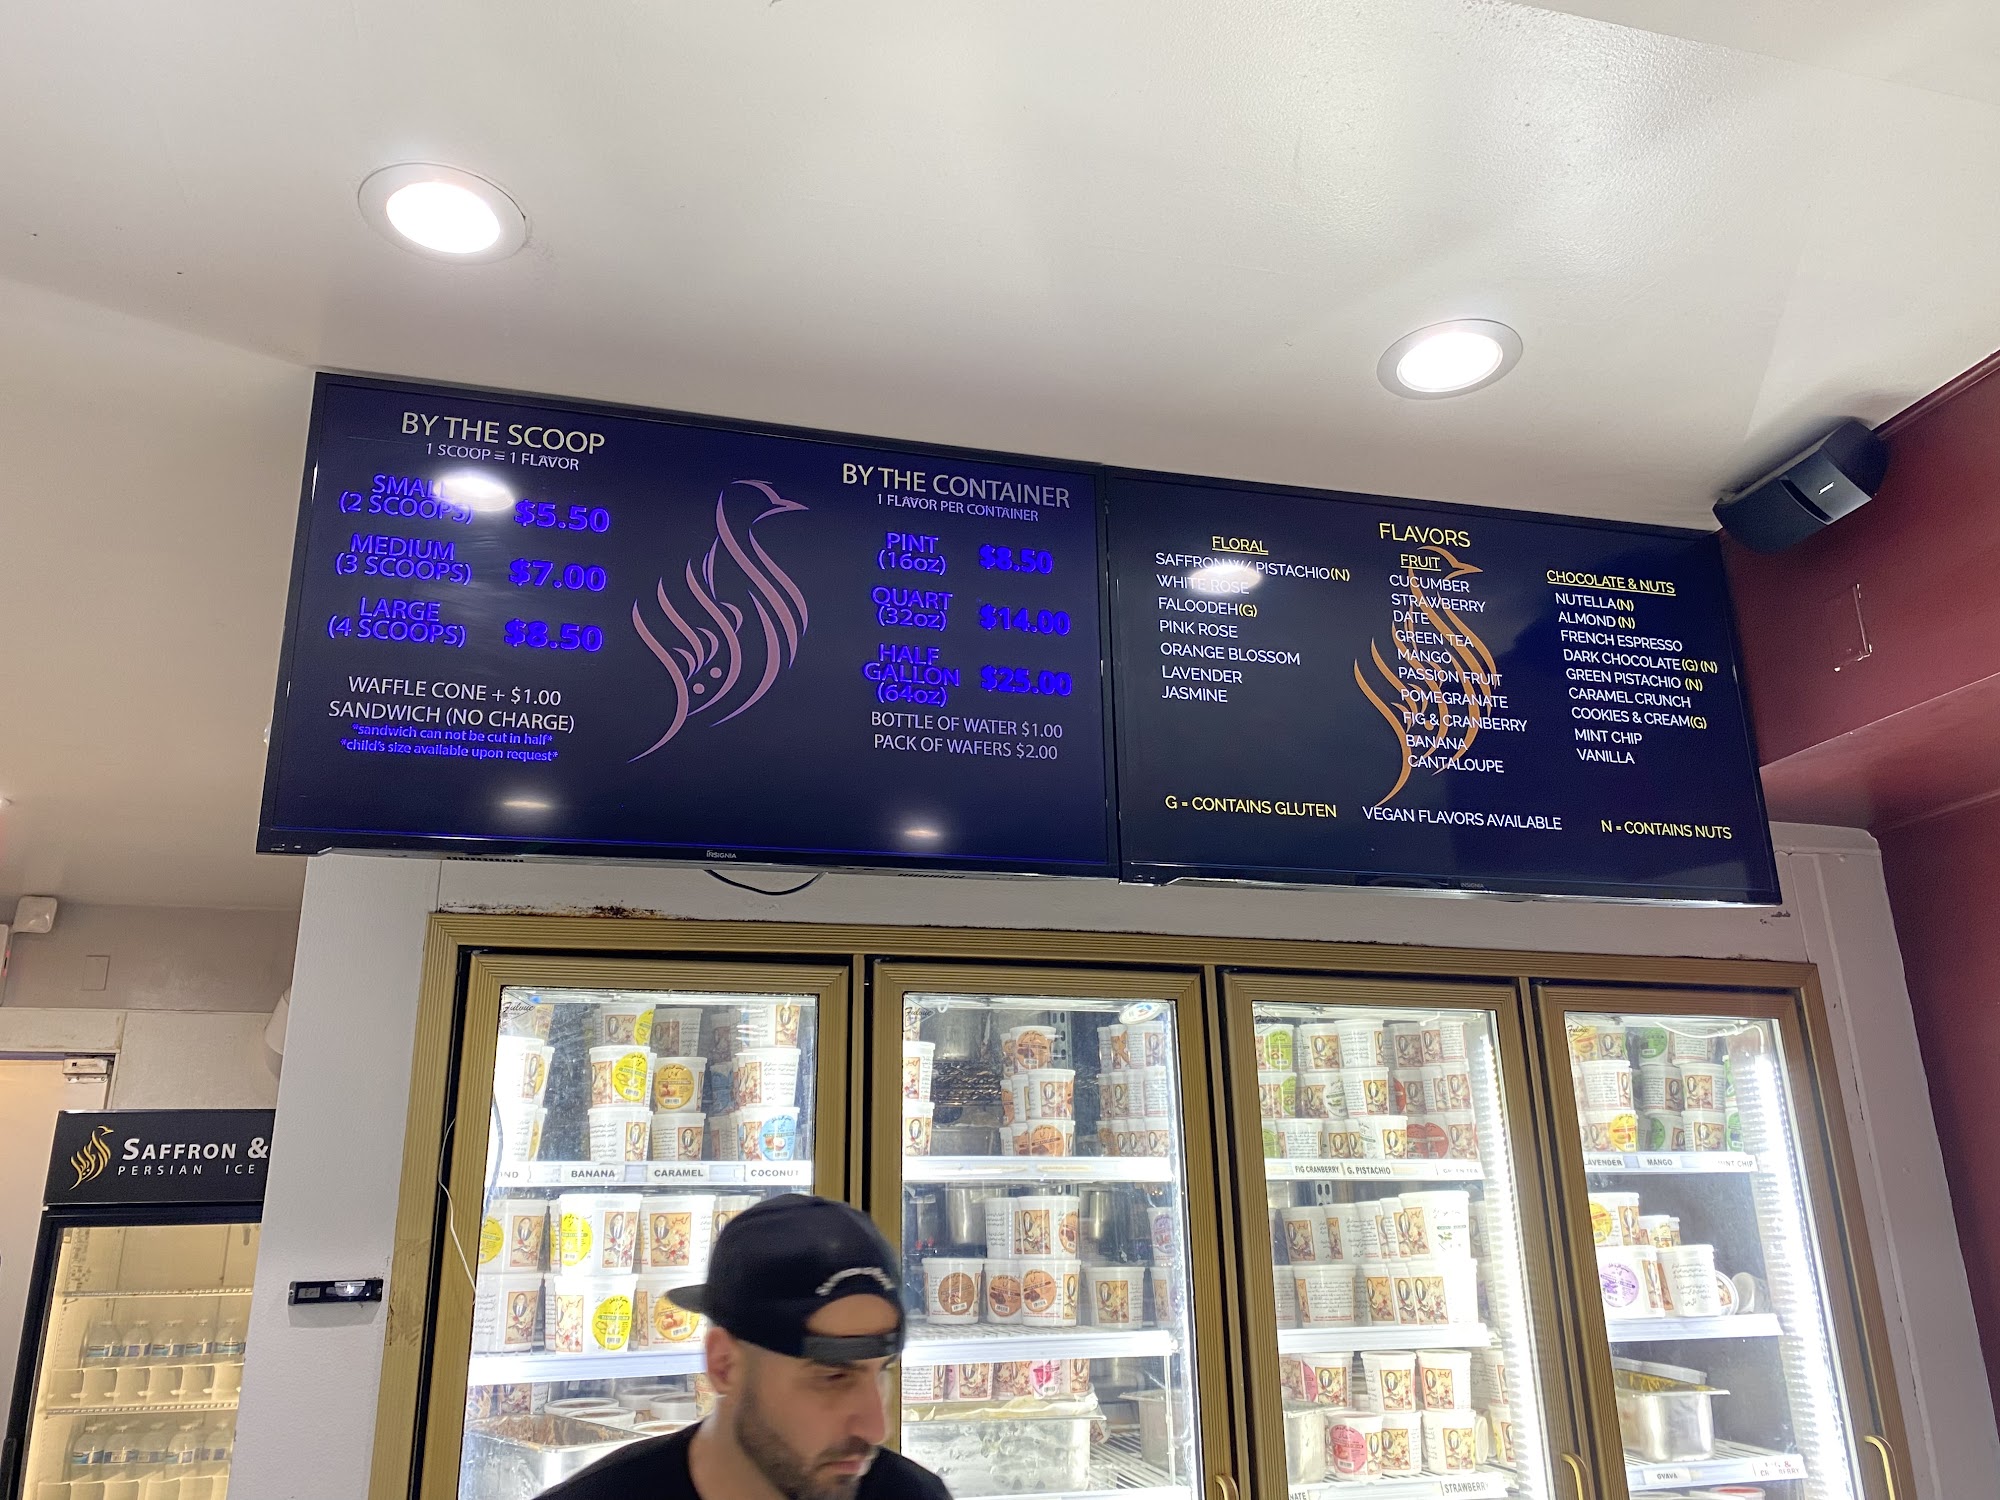 BY THE SCOOP
1 SCOOP = 1 FLAVOR
SMALL
(2 SCOOPS) $5.50
MEDIUM
(3 SCOOPS) $7.00
LARGE
(4 SCOOPS) $8.50
WAFFLE CONE + $1.00
SANDWICH (NO CHARGE)
*sandwich can not be cut in half*
*child's size available upon request*
BY THE CONTAINER
1 FLAVOR PER CONTAINER
PINT
(16oz) $8.50
QUART
(32oz) $14.00
HALF
GALLON
(64oz) $25.00
BOTTLE OF WATER $1.00
PACK OF WAFERS $2.00
INSIGNIA
FLAVORS
FLORAL
SAFFRON W/ PISTACHIO(N)
WHITE ROSE
FALOODEH(G)
PINK ROSE
ORANGE BLOSSOM
LAVENDER
JASMINE
FRUIT
CUCUMBER
STRAWBERRY
DATE
GREEN TEA
MANGO
PASSION FRUIT
POMEGRANATE
FIG & CRANBERRY
BANANA
CANTALOUPE
CHOCOLATE & NUTS
NUTELLA(N)
ALMOND (N)
FRENCH ESPRESSO
DARK CHOCOLATE (G) (N)
GREEN PISTACHIO (N)
CARAMEL CRUNCH
COOKIES & CREAM(G)
MINT CHIP
VANILLA
G = CONTAINS GLUTEN
VEGAN FLAVORS AVAILABLE
N = CONTAINS NUTS
INSIGNIA
SAFFRON &
PERSIAN ICE
BANANA
CARAMEL
COCONUT
FIG CRANBERRY
G. PISTACHIO
LAVENDER
MANGO
MINT CHIP
STRAWBERRY